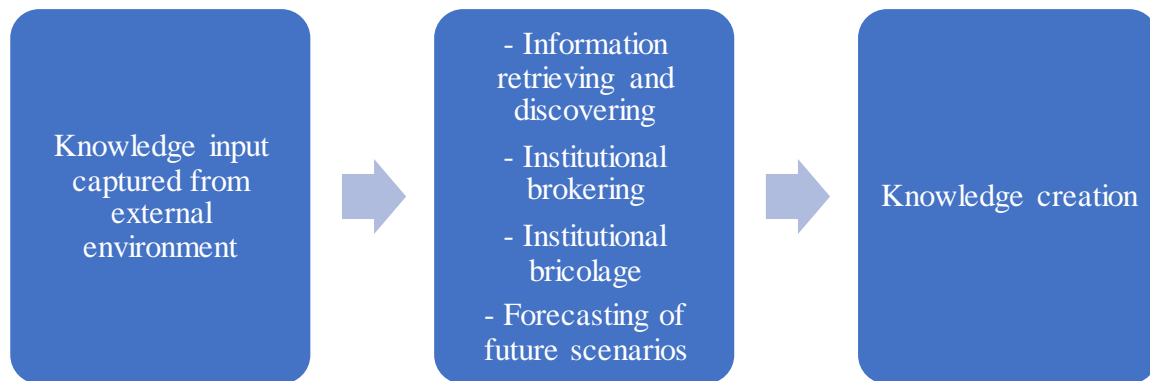 Knowledge input
captured from
external
environment
- Information
retrieving and
discovering
- Institutional
brokering
- Institutional
bricolage
- Forecasting of
future scenarios
Knowledge creation